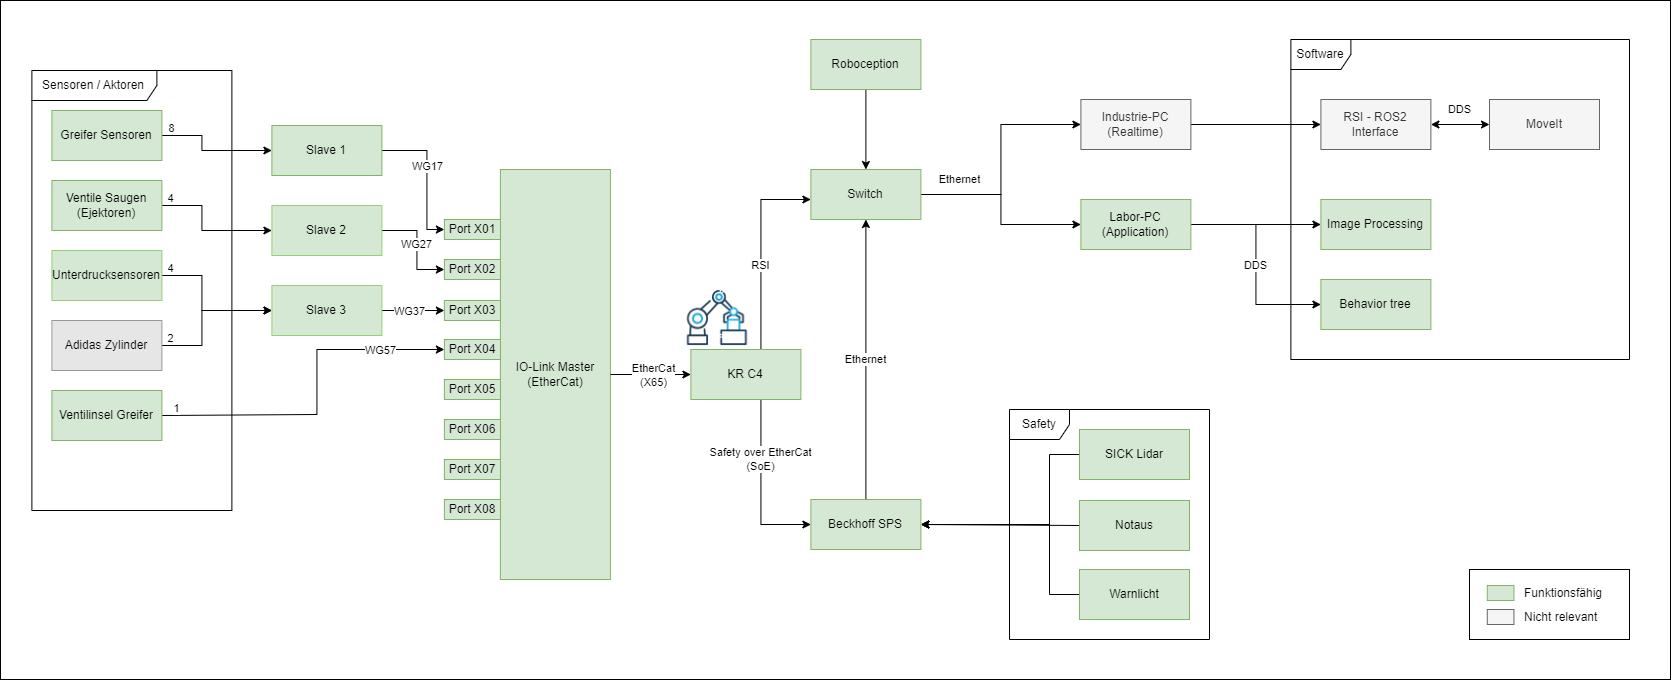 Sensoren / Aktoren
Greifer Sensoren
8
Ventile Saugen
(Ejektoren)
4
Unterdrucksensoren
4
Adidas Zylinder
2
Ventilinsel Greifer
1
Slave 1
Slave 2
Slave 3
WG17
WG27
WG37
WG57
Port X01
Port X02
Port X03
Port X04
Port X05
Port X06
Port X07
Port X08
IO-Link Master
(EtherCat)
EtherCat
(X65)
KR C4
RSI
Safety over EtherCat
(SoE)
Roboception
Switch
Ethernet
Beckhoff SPS
Ethernet
Industrie-PC
(Realtime)
Labor-PC
(Application)
DDS
Software
RSI - ROS2
Interface
DDS
MoveIt
Image Processing
Behavior tree
Safety
SICK Lidar
Notaus
Warnlicht
Funktionsfähig
Nicht relevant